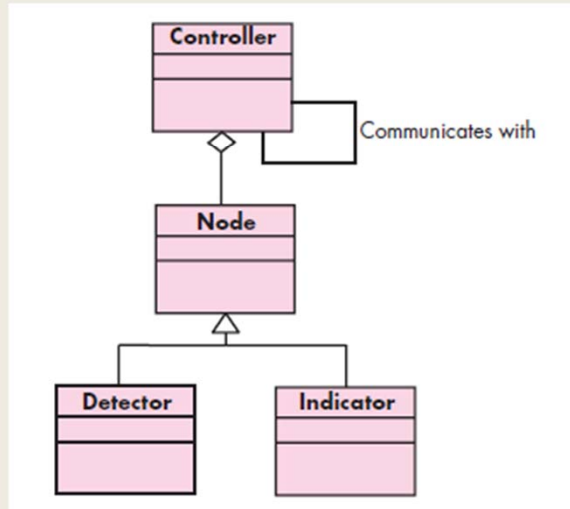 Controller
Communicates with
Node
Detector
Indicator